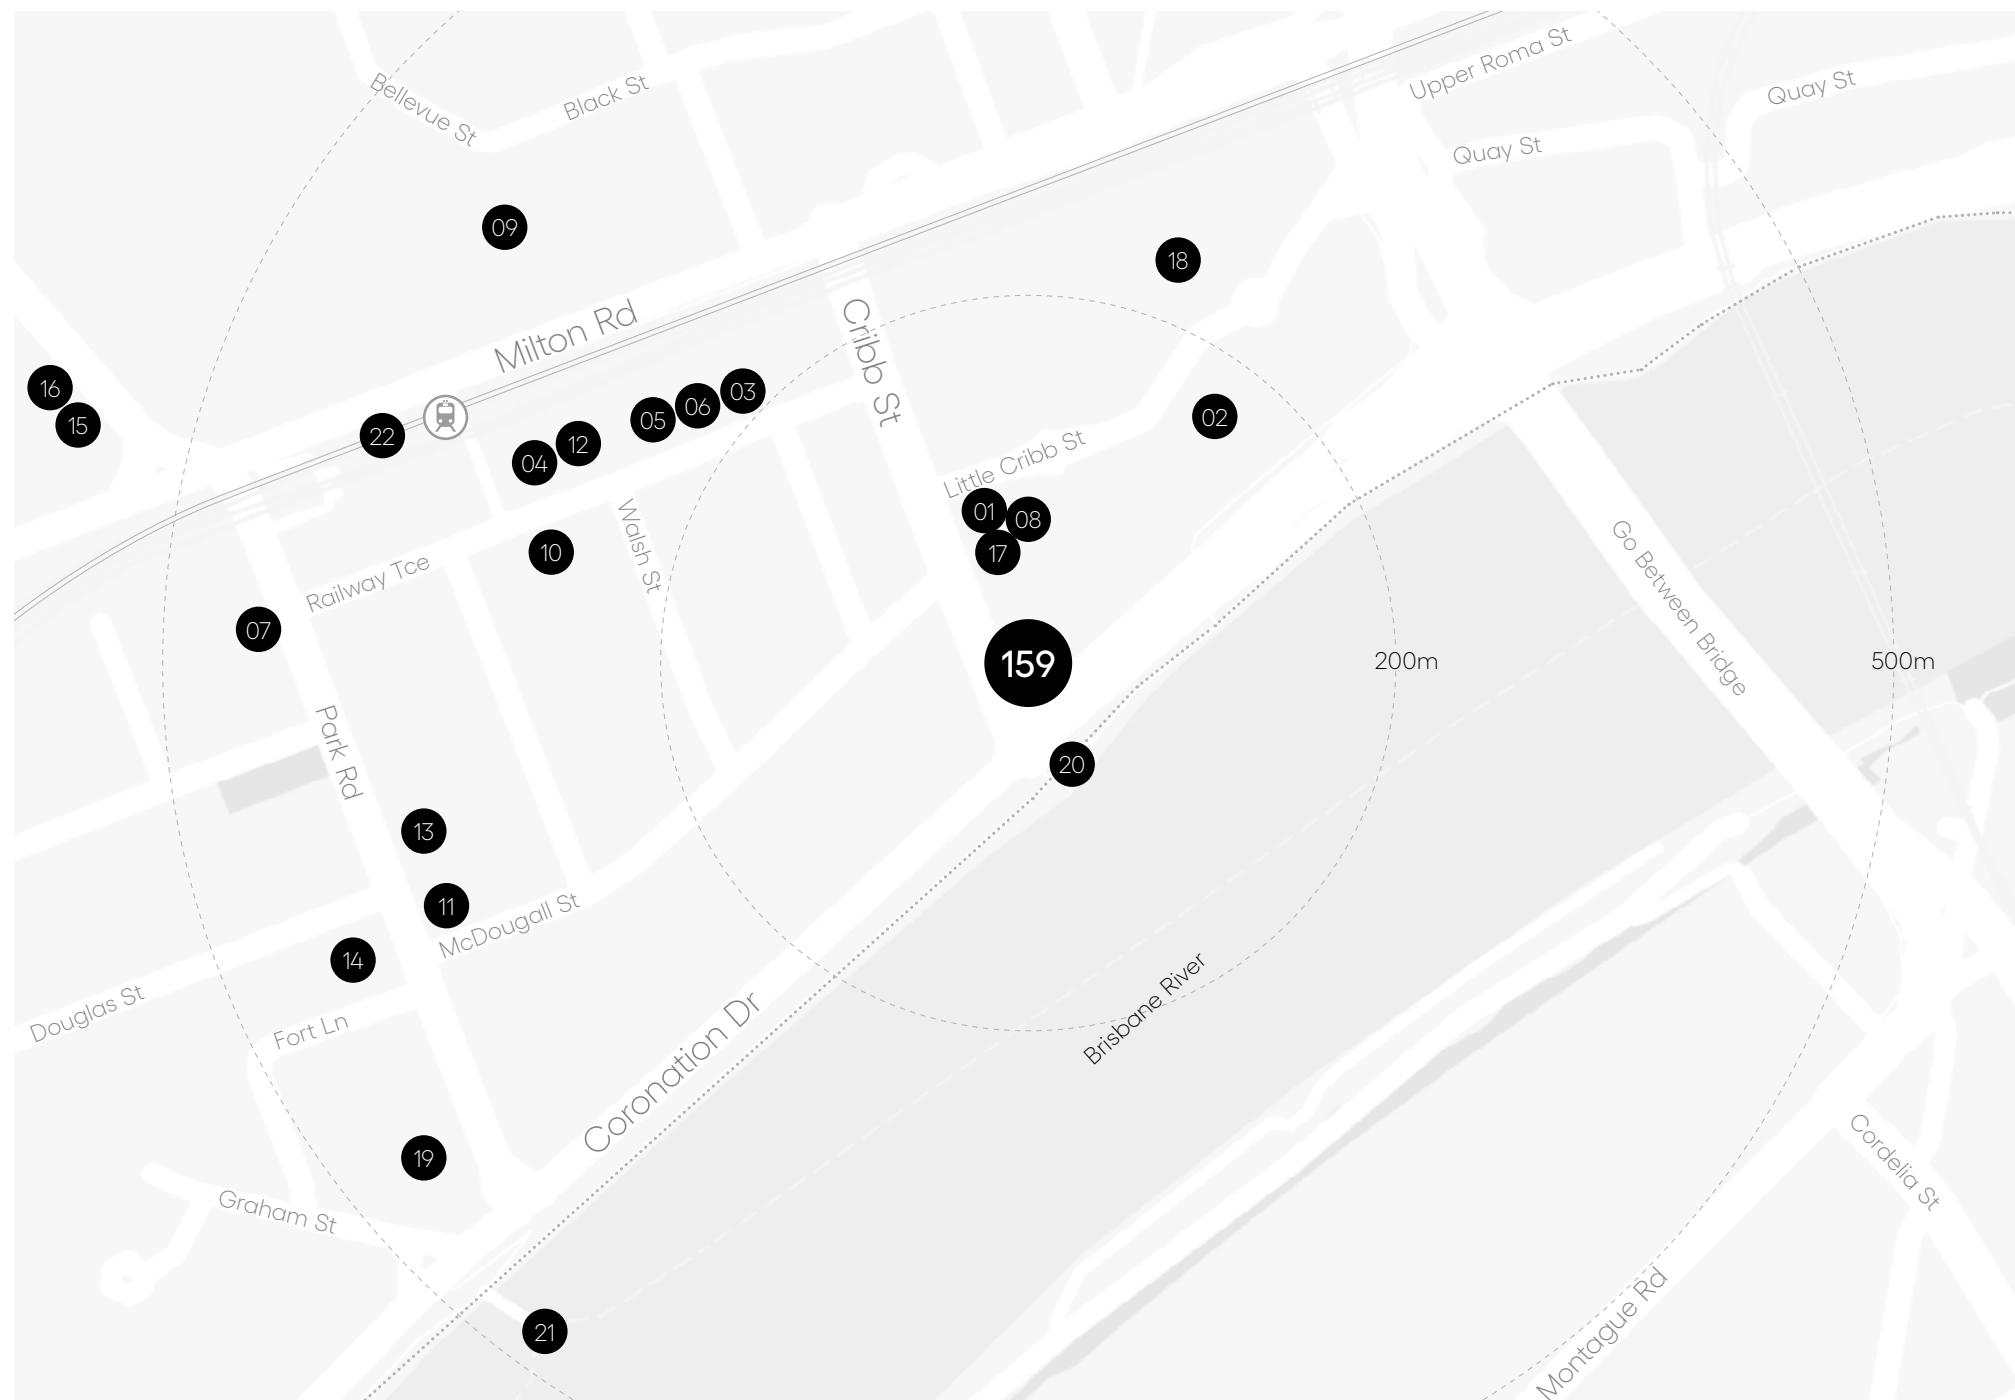 Upper Roma St
Bellevue St
Black St
Quay St
Quay St
09
18
Milton Rd
Cribb St
16
15
22
04
12
05
06
03
02
Little Cribb St
01
08
17
10
Walsh St
Railway Tce
07
Go Between Bridge
159
200m
500m
Park Rd
20
13
11
McDougall St
14
Douglas St
Fort Ln
Brisbane River
Coronation Dr
19
Graham St
Cordelia St
21
Montague Rd